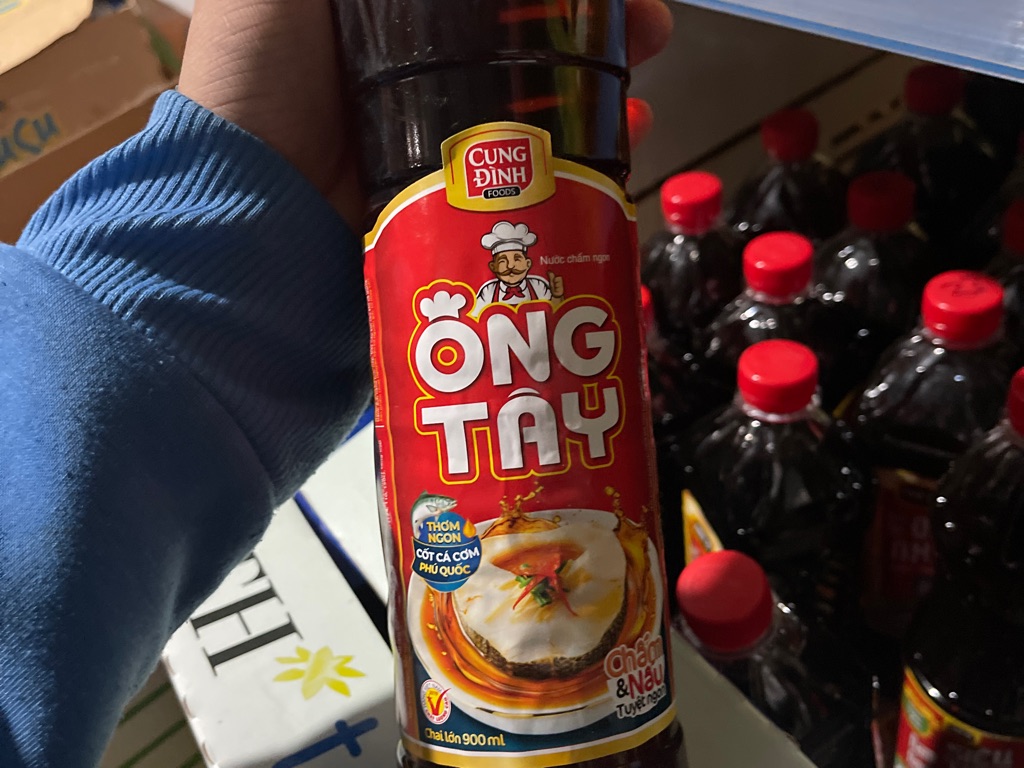 CUNG
ĐÌNH
FOODS
Nước chấm ngon
ÔNG
TÂY
THƠM
NGON
CỐT CÁ CƠM
PHÚ QUỐC
Chấm
& Nấu
Tuyệt ngon
Chai lớn 900 ml
TH